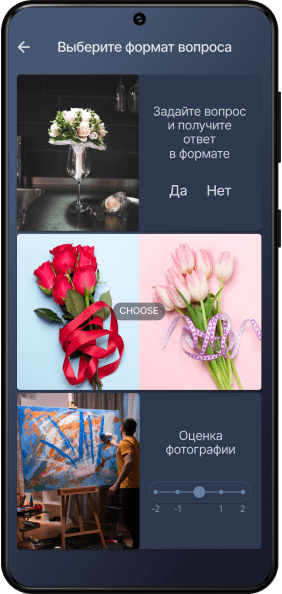 Выберите формат вопроса
Задайте вопрос
и получите
ответ
в формате
Да Нет
CHOOSE
Оценка
фотографии
-2 -1 1 2